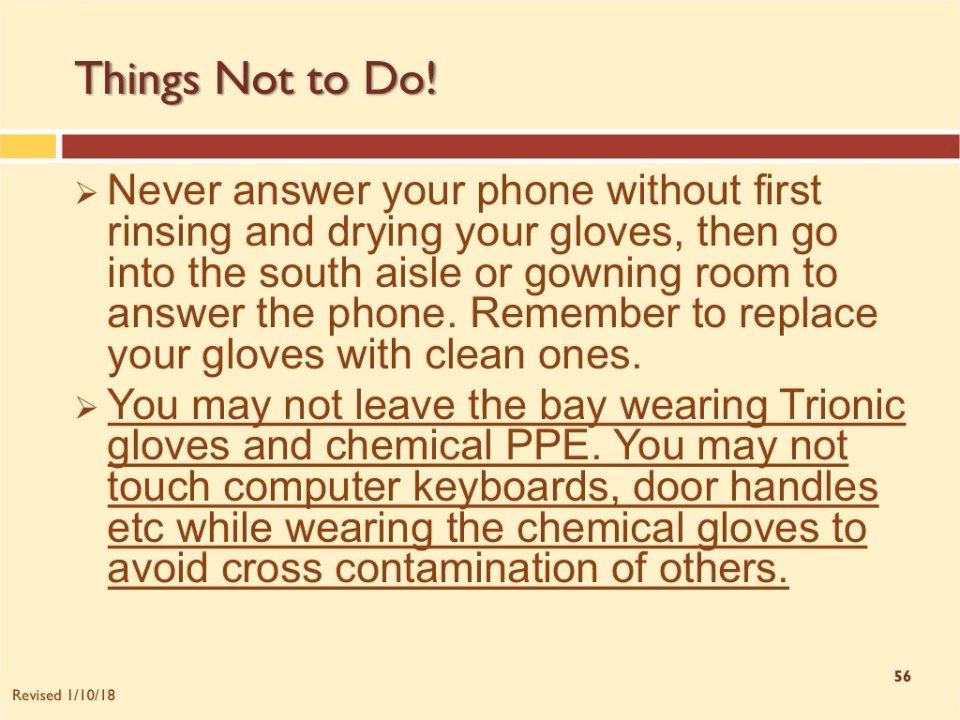 Things Not to Do!
➢ Never answer your phone without first
rinsing and drying your gloves, then go
into the south aisle or gowning room to
answer the phone. Remember to replace
your gloves with clean ones.
➢ You may not leave the bay wearing Trionic
gloves and chemical PPE. You may not
touch computer keyboards, door handles
etc while wearing the chemical gloves to
avoid cross contamination of others.
56
Revised 1/10/18